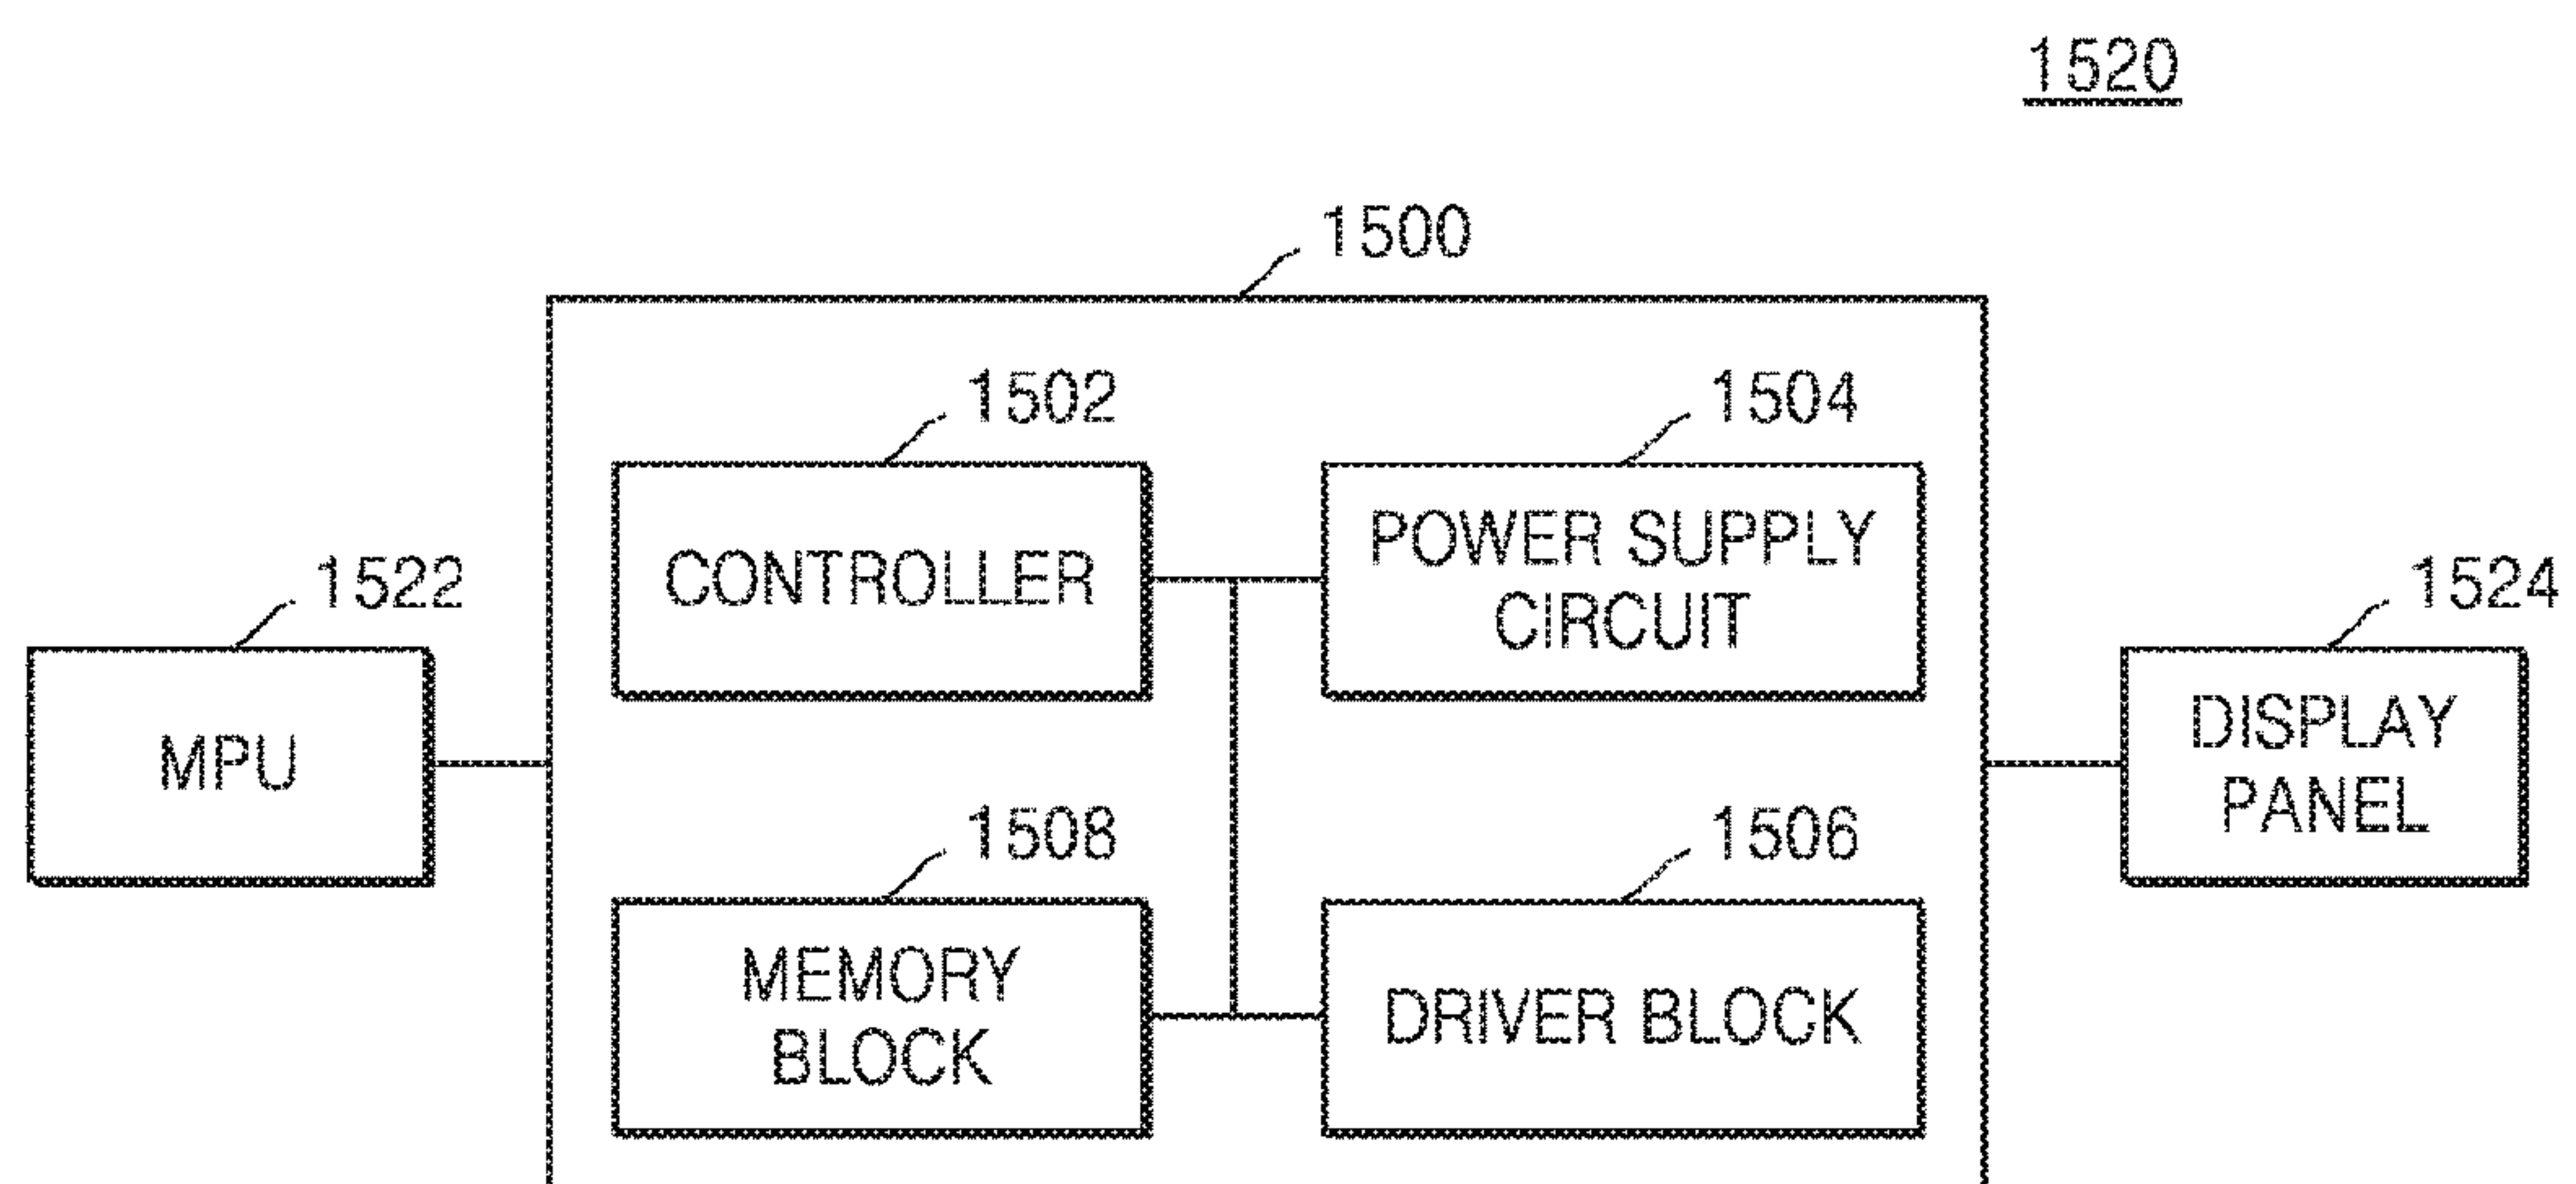 1520
1500
1502
1504
CONTROLLER
POWER SUPPLY
CIRCUIT
1522
MPU
1524
DISPLAY
PANEL
1508
1506
MEMORY
BLOCK
DRIVER BLOCK